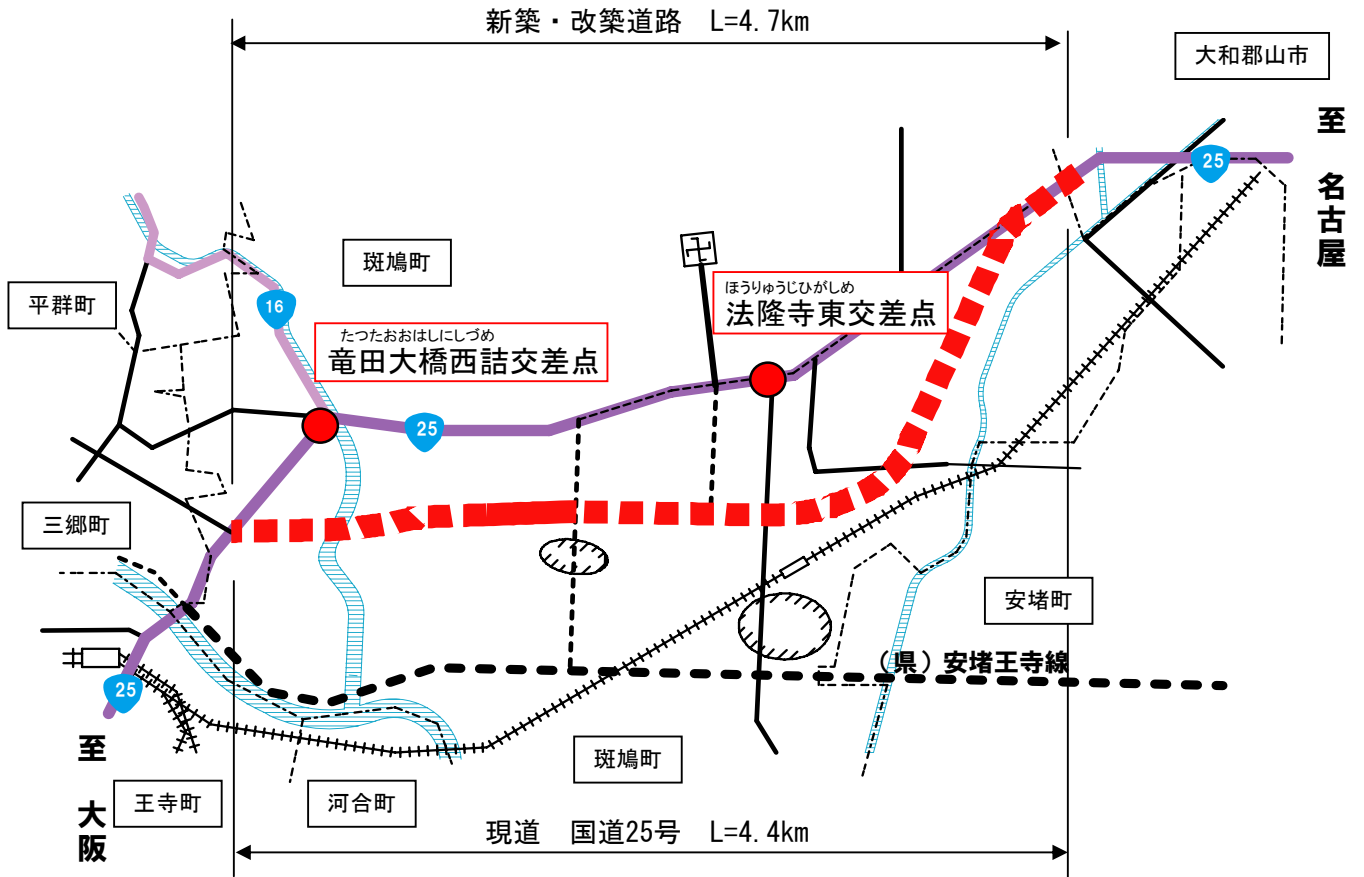 新築・改築道路 L=4.7km
大和郡山市
至 名古屋
25
斑鳩町
卍
平群町
16
ほうりゅうじひがしめ
法隆寺東交差点
たつたおおはしにしづめ
竜田大橋西詰交差点
25
三郷町
安堵町
(県)安堵王寺線
25
至 大阪
斑鳩町
王寺町
河合町
現道 国道25号 L=4.4km